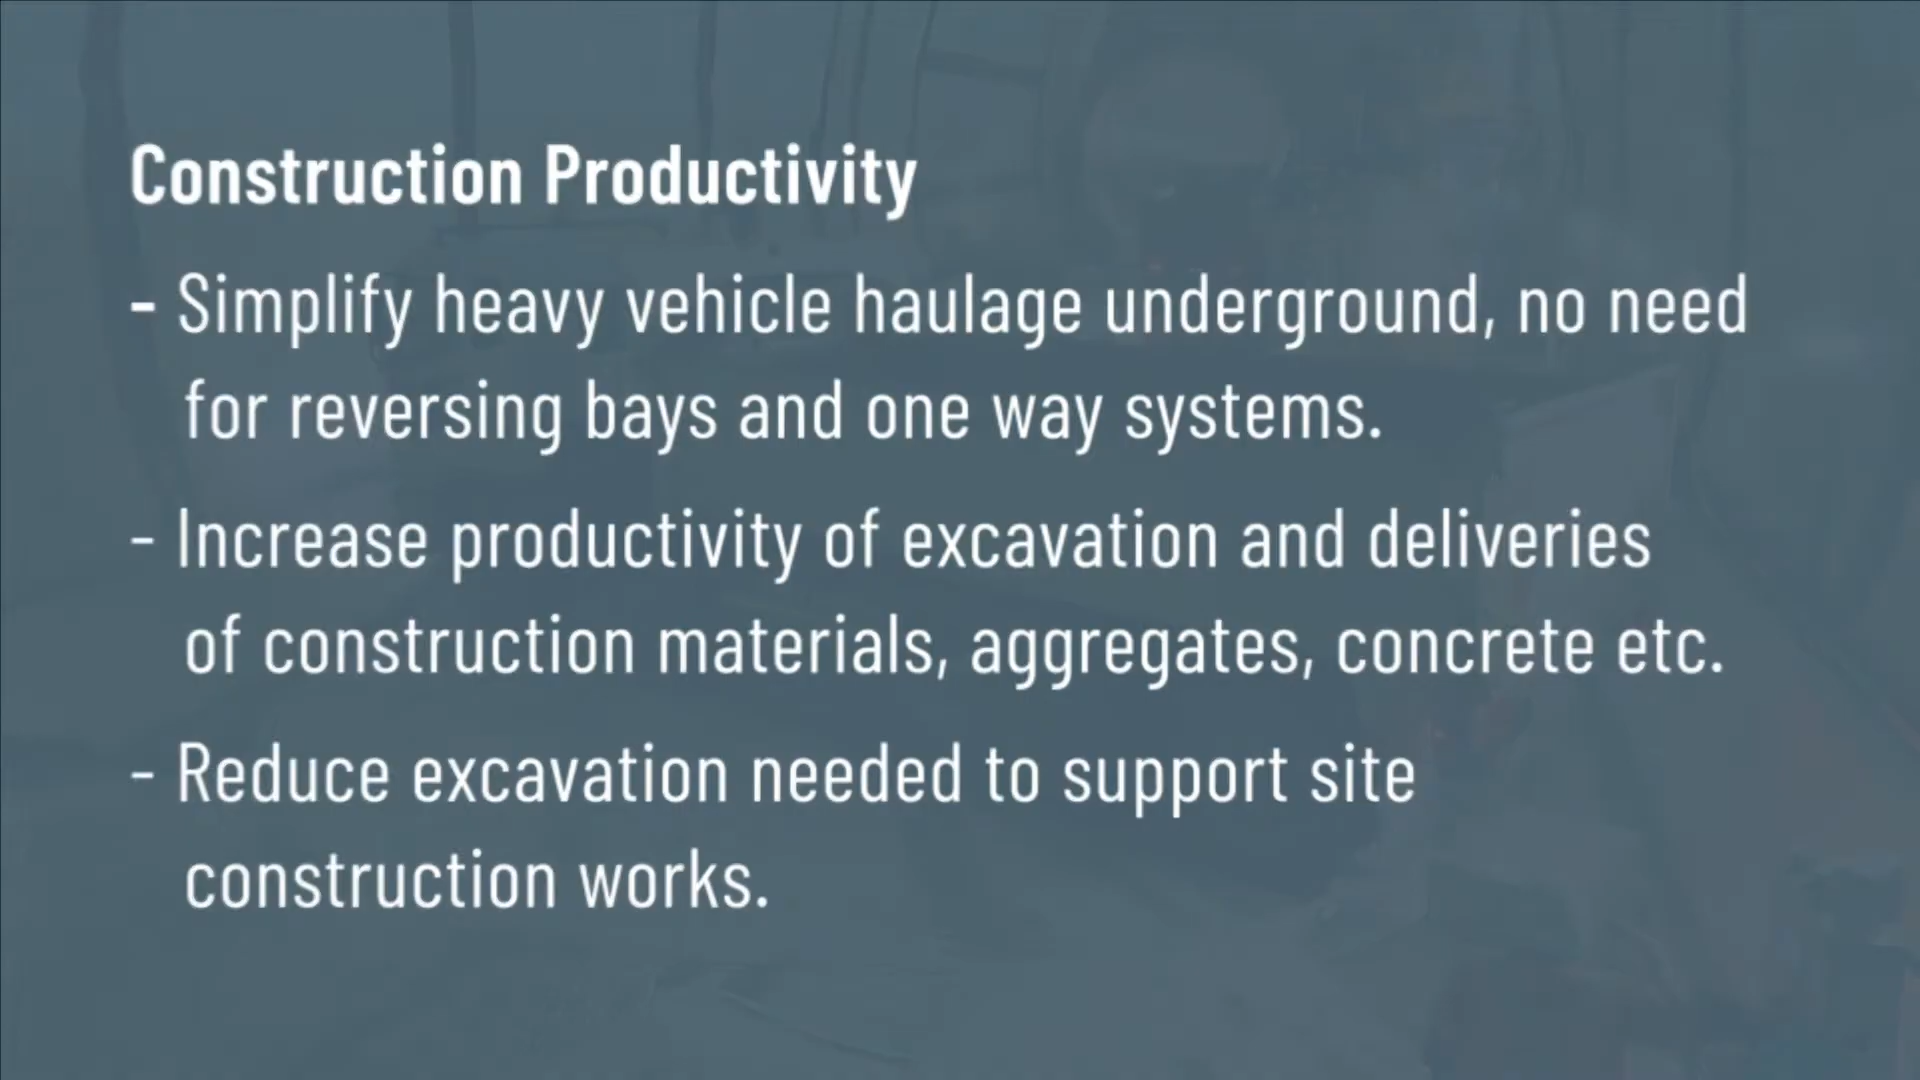 Construction Productivity
- Simplify heavy vehicle haulage underground, no need
for reversing bays and one way systems.
- Increase productivity of excavation and deliveries
of construction materials, aggregates, concrete etc.
- Reduce excavation needed to support site
construction works.